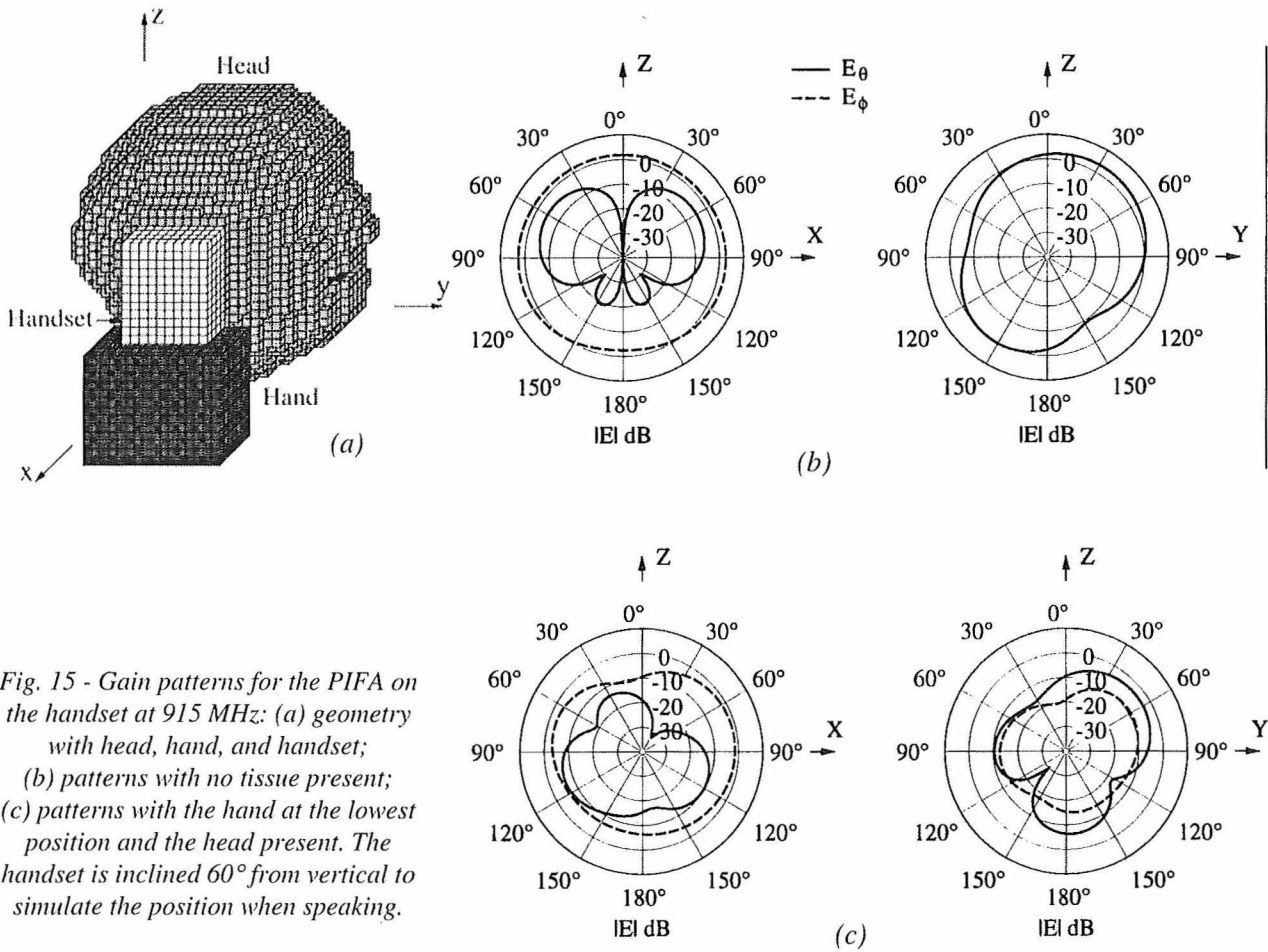 Z
Head
Handset
y
Hand
X
(a)
Z
0°
30° 30°
0
60° -10 60°
-20
-30
90° 90° X
120° 120°
150° 150°
180°
|E| dB
E_θ
E_ϕ
Z
0°
30° 30°
0
60° -10 60°
-20
-30
90° 90° Y
120° 120°
150° 150°
180°
|E| dB
(b)
Fig. 15 - Gain patterns for the PIFA on
the handset at 915 MHz: (a) geometry
with head, hand, and handset;
(b) patterns with no tissue present;
(c) patterns with the hand at the lowest
position and the head present. The
handset is inclined 60° from vertical to
simulate the position when speaking.
Z
0°
30° 30°
0
60° -10 60°
-20
-30
90° 90° X
120° 120°
150° 150°
180°
|E| dB
Z
0°
30° 30°
0
60° -10 60°
-20
-30
90° 90° Y
120° 120°
150° 150°
180°
|E| dB
(c)